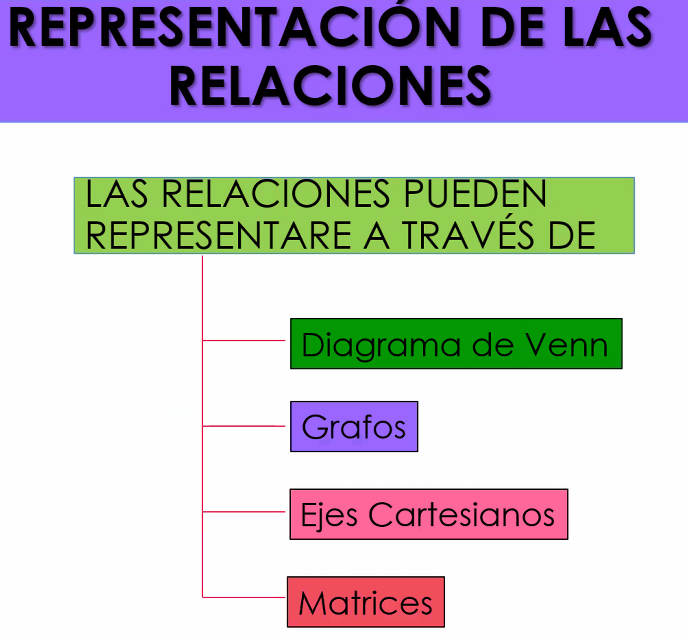 REPRESENTACIÓN DE LAS
RELACIONES
LAS RELACIONES PUEDEN
REPRESENTARE A TRAVÉS DE
Diagrama de Venn
Grafos
Ejes Cartesianos
Matrices